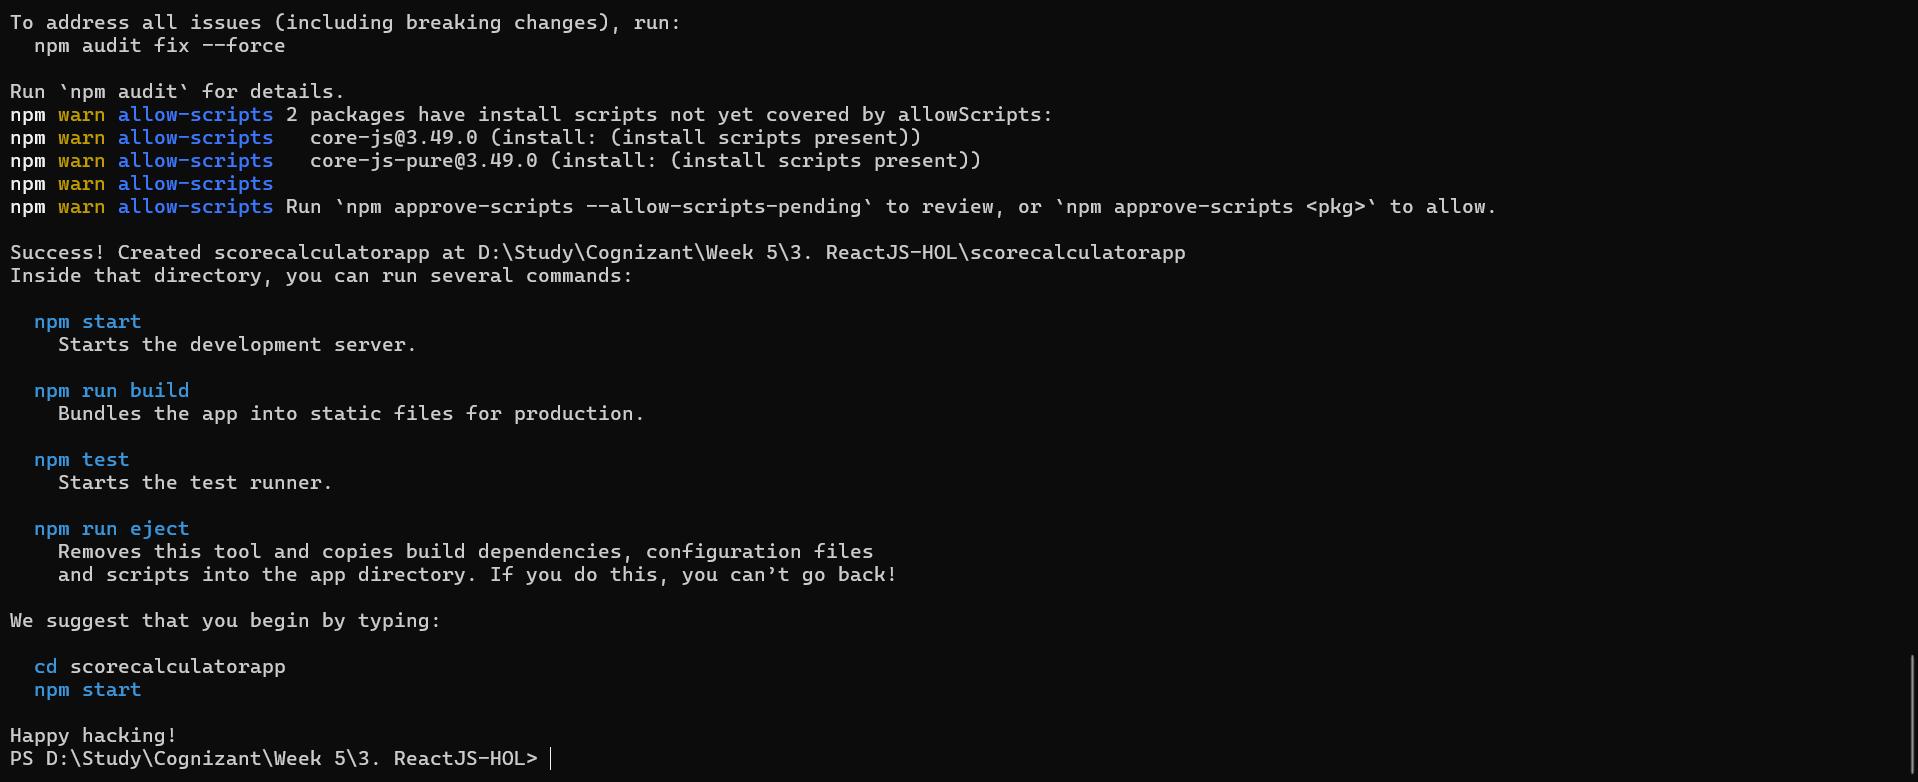 To address all issues (including breaking changes), run:
  npm audit fix --force

Run `npm audit` for details.
npm warn allow-scripts 2 packages have install scripts not yet covered by allowScripts:
npm warn allow-scripts   core-js@3.49.0 (install: (install scripts present))
npm warn allow-scripts   core-js-pure@3.49.0 (install: (install scripts present))
npm warn allow-scripts
npm warn allow-scripts Run `npm approve-scripts --allow-scripts-pending` to review, or `npm approve-scripts <pkg>` to allow.

Success! Created scorecalculatorapp at D:\Study\Cognizant\Week 5\3. ReactJS-HOL\scorecalculatorapp
Inside that directory, you can run several commands:

  npm start
    Starts the development server.

  npm run build
    Bundles the app into static files for production.

  npm test
    Starts the test runner.

  npm run eject
    Removes this tool and copies build dependencies, configuration files
    and scripts into the app directory. If you do this, you can’t go back!

We suggest that you begin by typing:

  cd scorecalculatorapp
  npm start

Happy hacking!
PS D:\Study\Cognizant\Week 5\3. ReactJS-HOL>